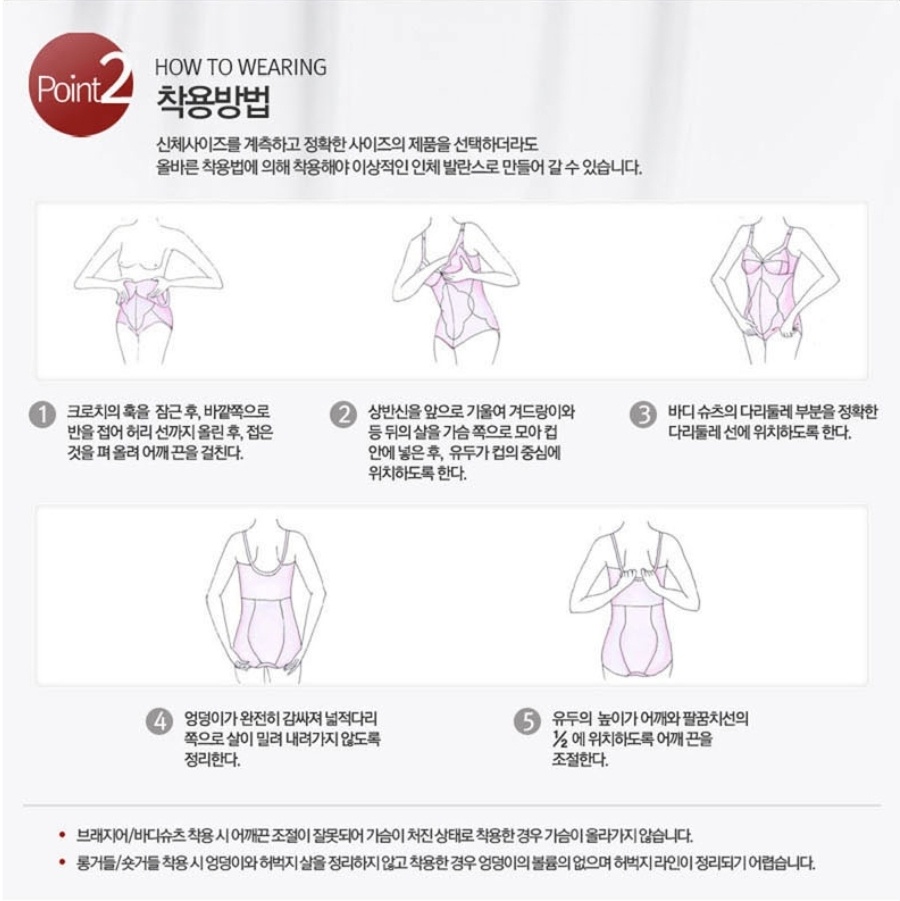 Point2
HOW TO WEARING
착용방법
신체사이즈를 계측하고 정확한 사이즈의 제품을 선택하더라도
올바른 착용법에 의해 착용해야 이상적인 인체 발란스로 만들어 갈 수 있습니다.
1 크로치의 훅을 잠근 후, 바깥쪽으로
반을 접어 허리 선까지 올린 후, 접은
것을 펴 올려 어깨 끈을 걸친다.
2 상반신을 앞으로 기울여 겨드랑이와
등 뒤의 살을 가슴 쪽으로 모아 컵
안에 넣은 후, 유두가 컵의 중심에
위치하도록 한다.
3 바디 슈츠의 다리둘레 부분을 정확한
다리둘레 선에 위치하도록 한다.
4 엉덩이가 완전히 감싸져 넓적다리
쪽으로 살이 밀려 내려가지 않도록
정리한다.
5 유두의 높이가 어깨와 팔꿈치선의
½ 에 위치하도록 어깨 끈을
조절한다.
• 브래지어/바디슈츠 착용 시 어깨끈 조절이 잘못되어 가슴이 처진 상태로 착용한 경우 가슴이 올라가지 않습니다.
• 롱거들/숏거들 착용 시 엉덩이와 허벅지 살을 정리하지 않고 착용한 경우 엉덩이의 볼륨의 없으며 허벅지 라인이 정리되기 어렵습니다.